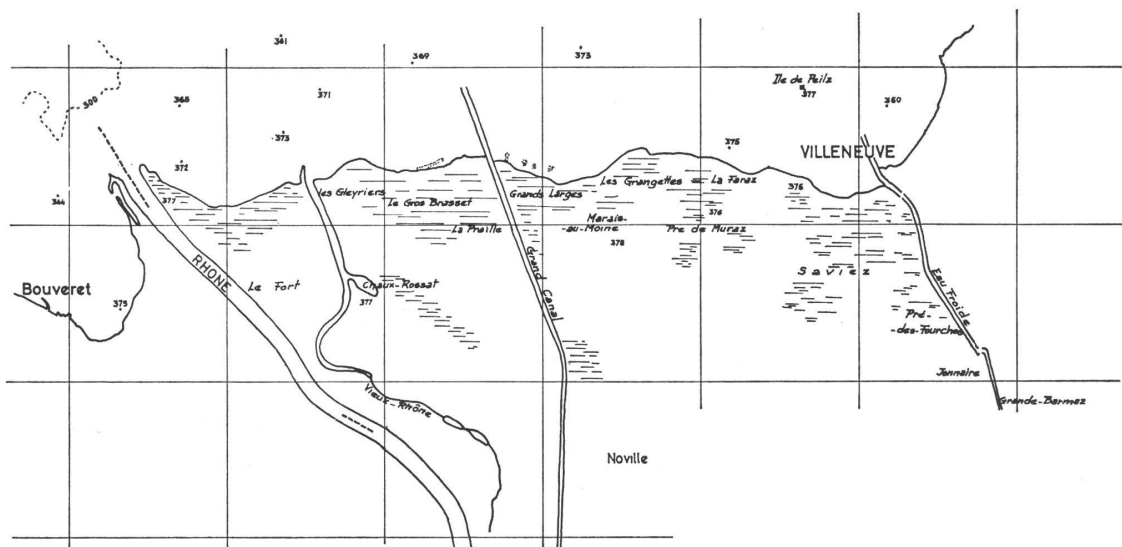 361
369
373
Ile de Peilz
377
360
300
368
371
373
375
VILLENEUVE
372
les Gleyriers
Grands Larges
Les Grangettes
La Faraz
376
344
377
Le Gros Brasset
Marais-
-au-Moine
376
La Praille
Pré de Muraz
378
RHONE
Grand Canal
Saviez
Eau Froide
Bouveret
Le Fort
Chaux-Rossat
377
375
Pré-
-des-Fourches
Jonnaire
Vieux-Rhône
Grande-Barmaz
Noville